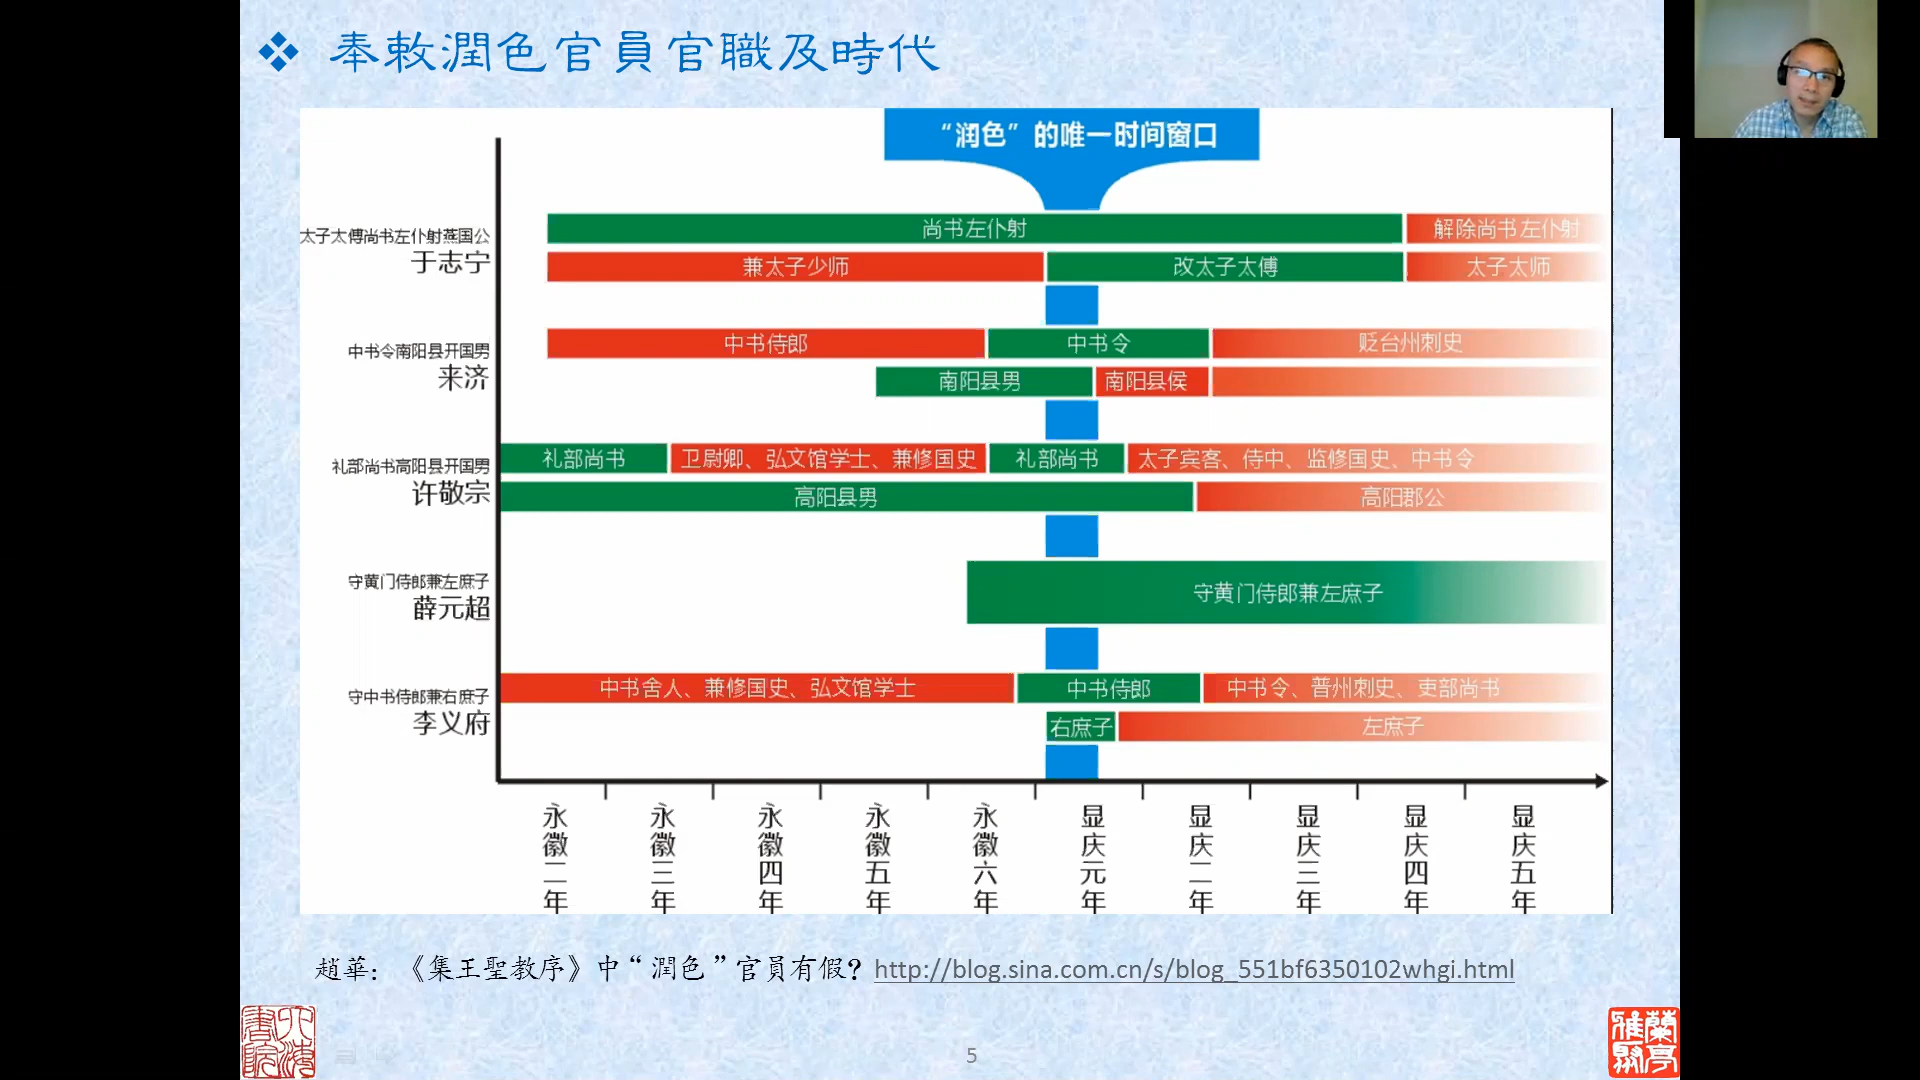 ❖ 奉敕潤色官員官職及時代
“润色”的唯一时间窗口
太子太傅尚书左仆射燕国公
于志宁
尚书左仆射
解除尚书左仆射
兼太子少师
改太子太傅
太子太师
中书令南阳县开国男
来济
中书侍郎
中书令
贬台州刺史
南阳县男
南阳县侯
礼部尚书高阳县开国男
许敬宗
礼部尚书
卫尉卿、弘文馆学士、兼修国史
礼部尚书
太子宾客、侍中、监修国史、中书令
高阳县男
高阳郡公
守黄门侍郎兼左庶子
薛元超
守黄门侍郎兼左庶子
守中书侍郎兼右庶子
李义府
中书舍人、兼修国史、弘文馆学士
中书侍郎
中书令、普州刺史、吏部尚书
右庶子
左庶子
永徽二年
永徽三年
永徽四年
永徽五年
永徽六年
显庆元年
显庆二年
显庆三年
显庆四年
显庆五年
趙華：《集王聖教序》中“潤色”官員有假？http://blog.sina.com.cn/s/blog_551bf6350102whgi.html
5